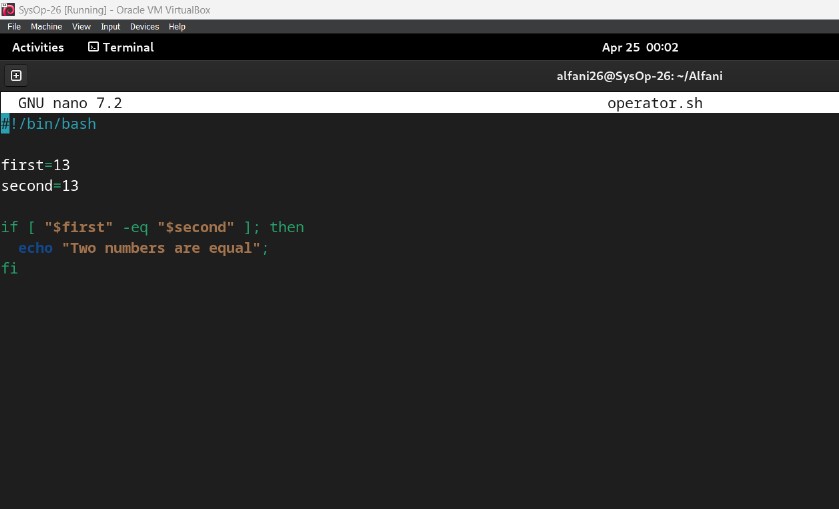 SysOp-26 [Running] - Oracle VM VirtualBox
File Machine View Input Devices Help
Activities Terminal Apr 25 00:02
alfani26@SysOp-26: ~/Alfani
GNU nano 7.2 operator.sh
#!/bin/bash
first=13
second=13
if [ "$first" -eq "$second" ]; then
echo "Two numbers are equal";
fi